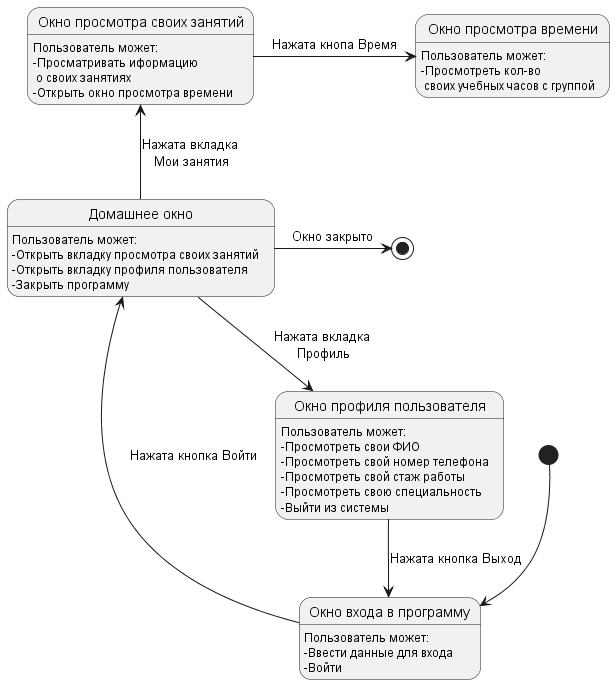 Окно просмотра своих занятий
Пользователь может:
-Просматривать иформацию
о своих занятиях
-Открыть окно просмотра времени
Нажата кнопа Время
Окно просмотра времени
Пользователь может:
-Просмотреть кол-во
своих учебных часов с группой
Нажата вкладка
Мои занятия
Домашнее окно
Пользователь может:
-Открыть вкладку просмотра своих занятий
-Открыть вкладку профиля пользователя
-Закрыть программу
Окно закрыто
Нажата вкладка
Профиль
Окно профиля пользователя
Пользователь может:
-Просмотреть свои ФИО
-Просмотреть свой номер телефона
-Просмотреть свой стаж работы
-Просмотреть свою специальность
-Выйти из системы
Нажата кнопка Войти
Нажата кнопка Выход
Окно входа в программу
Пользователь может:
-Ввести данные для входа
-Войти